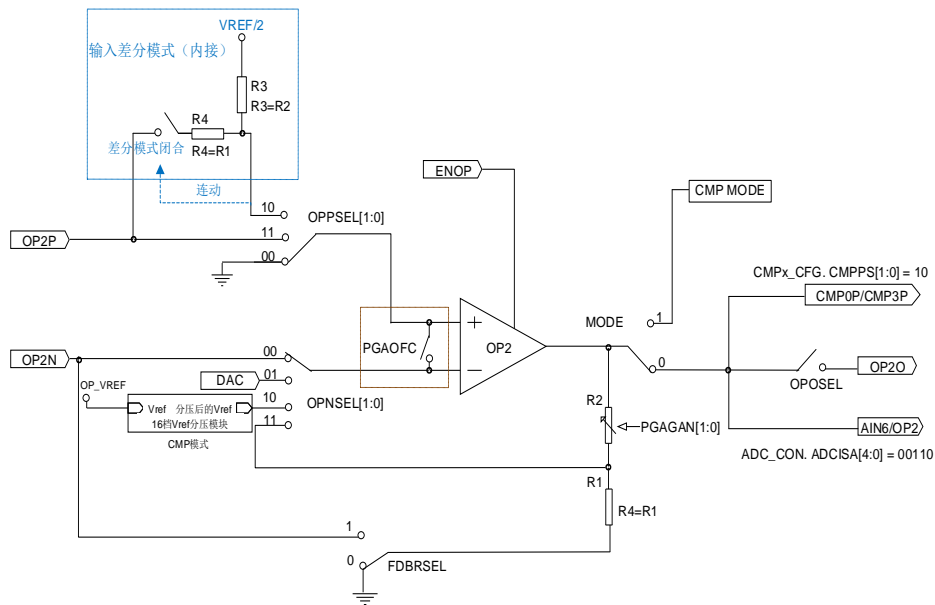 VREF/2
输入差分模式（内接）
R3
R3=R2
R4
R4=R1
差分模式闭合
连动
ENOP
CMP MODE
10
OPPSEL[1:0]
OP2P
11
00
CMPx_CFG. CMPPS[1:0] = 10
CMP0P/CMP3P
MODE
1
PGAOFC
+
OP2
−
0
OP2N
00
DAC
01
OPOSEL
OP2O
OP_VREF
10
OPNSEL[1:0]
Vref 分压后的Vref
16档Vref分压模块
11
CMP模式
R2
PGAGAN[1:0]
AIN6/OP2
ADC_CON. ADCISA[4:0] = 00110
R1
R4=R1
1
0
FDBRSEL